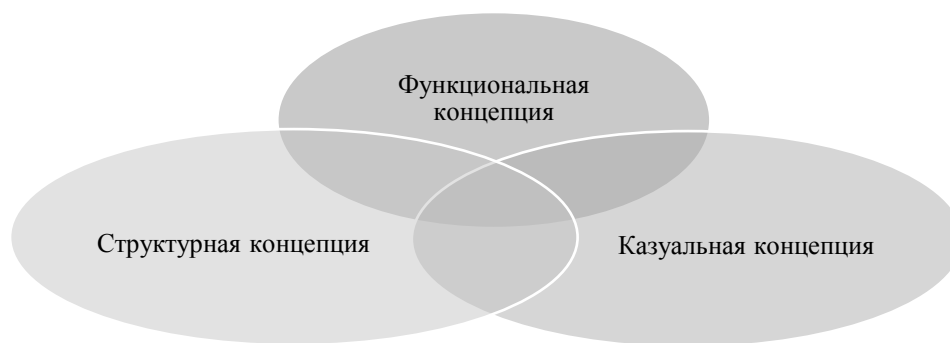 Функциональная
концепция
Структурная концепция
Казуальная концепция